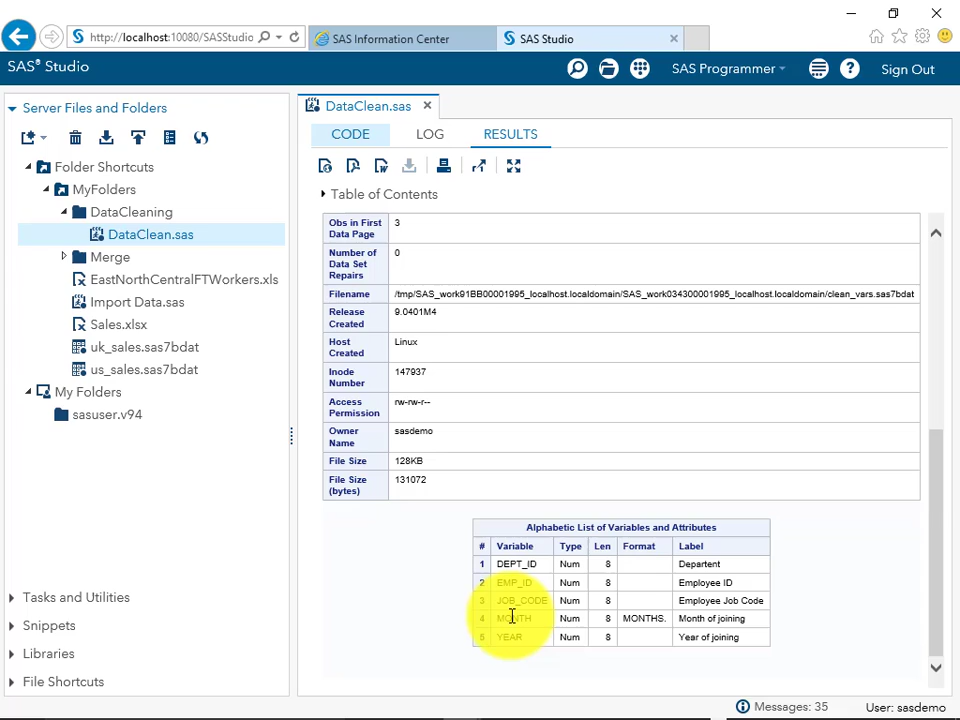 http://localhost:10080/SASStudio
SAS Information Center
SAS Studio
SAS® Studio
SAS Programmer
Sign Out
Server Files and Folders
Folder Shortcuts
MyFolders
DataCleaning
DataClean.sas
Merge
EastNorthCentralFTWorkers.xls
Import Data.sas
Sales.xlsx
uk_sales.sas7bdat
us_sales.sas7bdat
My Folders
sasuser.v94
Tasks and Utilities
Snippets
Libraries
File Shortcuts
DataClean.sas
CODE LOG RESULTS
Table of Contents
Obs in First 3
Data Page
Number of 0
Data Set
Repairs
Filename /tmp/SAS_work91BB00001995_localhost.localdomain/SAS_work034300001995_localhost.localdomain/clean_vars.sas7bdat
Release 9.0401M4
Created
Host Linux
Created
Inode 147937
Number
Access rw-rw-r--
Permission
Owner sasdemo
Name
File Size 128KB
File Size 131072
(bytes)
Alphabetic List of Variables and Attributes
# Variable Type Len Format Label
1 DEPT_ID Num 8 Departent
2 EMP_ID Num 8 Employee ID
3 JOB_CODE Num 8 Employee Job Code
4 MONTH Num 8 MONTHS. Month of joining
5 YEAR Num 8 Year of joining
Messages: 35
User: sasdemo